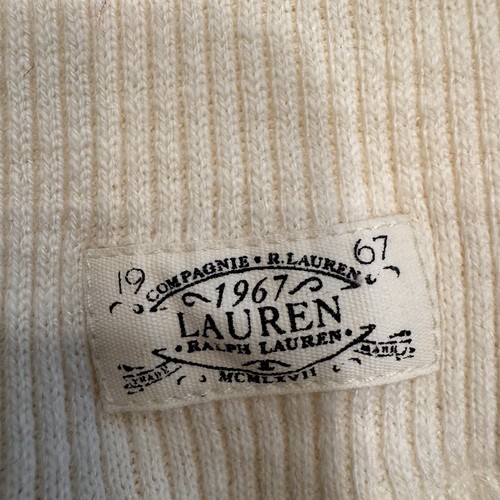 19 67
COMPAGNIE • R.LAUREN
1967
LAUREN
• RALPH LAUREN •
TRADE MARK
MCMLXVII